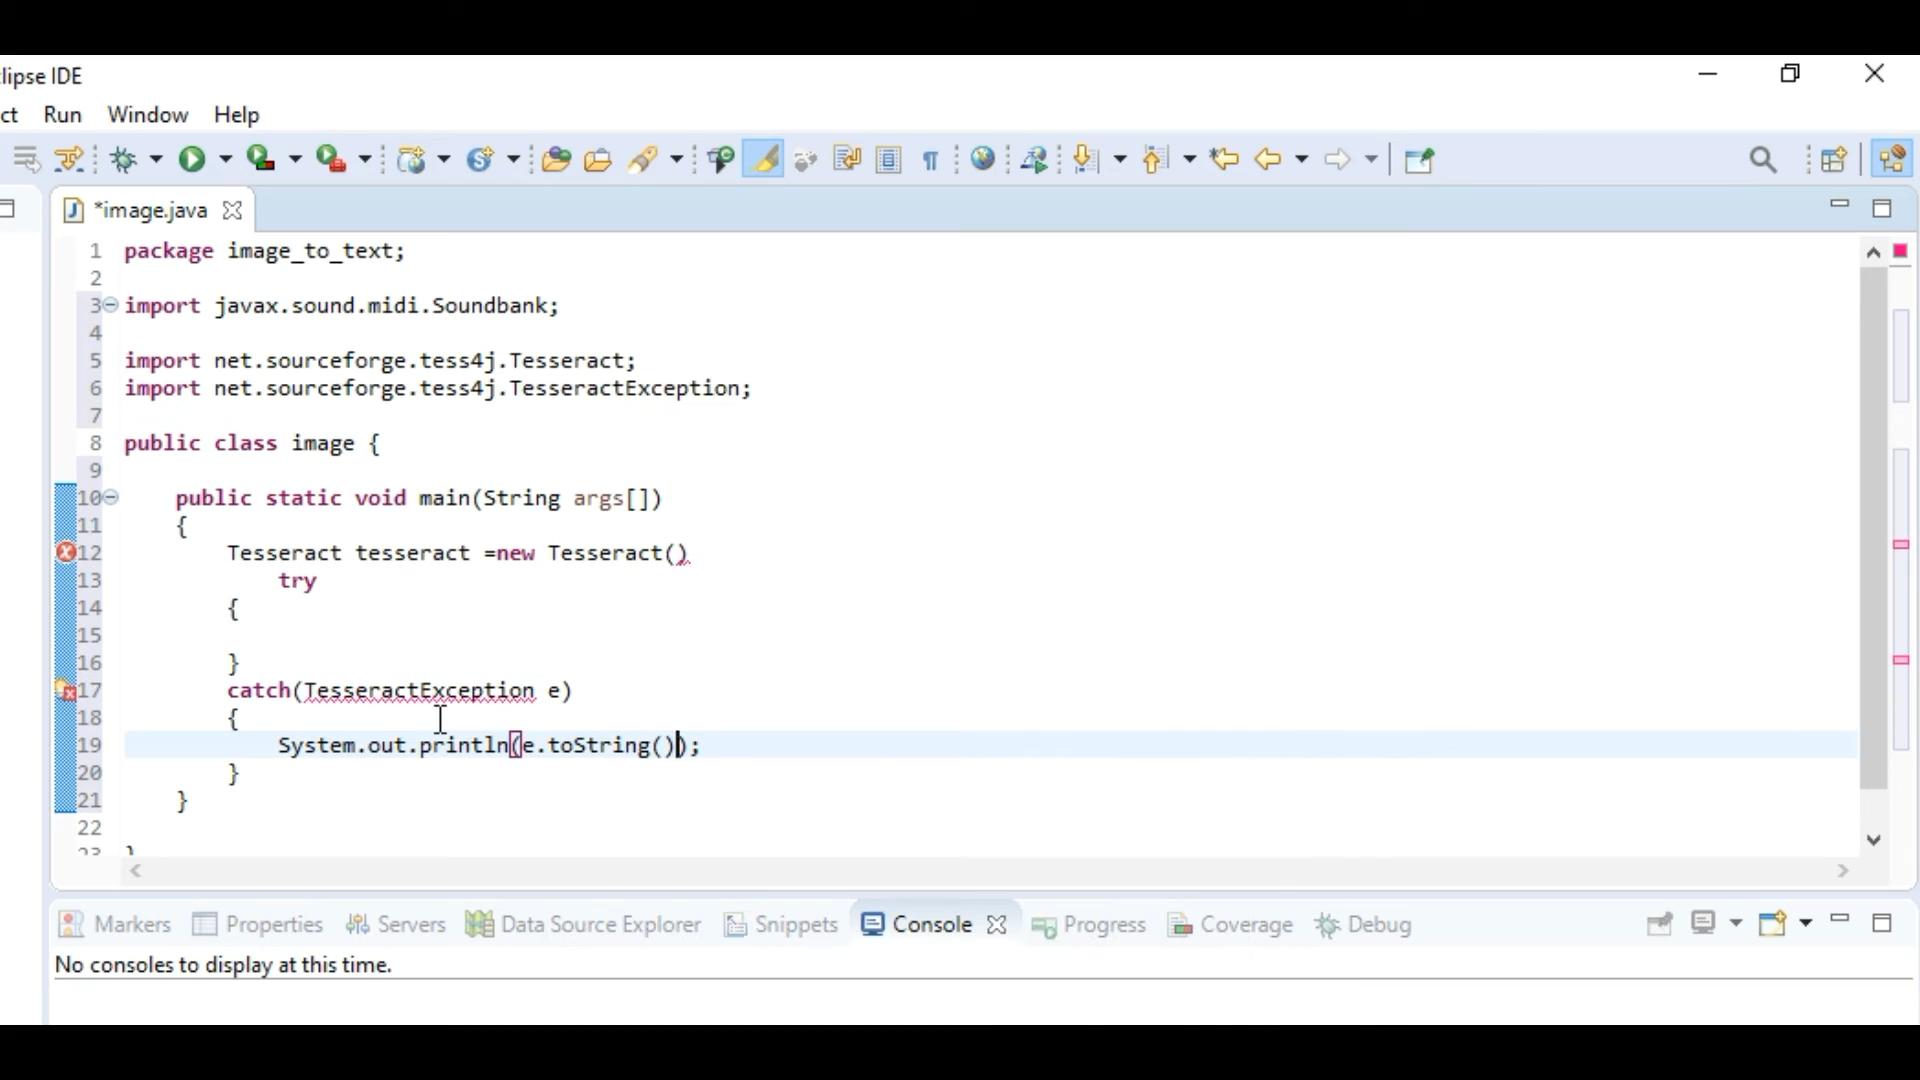 lipse IDE
ct Run Window Help
*image.java
1 package image_to_text;
2
3 import javax.sound.midi.Soundbank;
4
5 import net.sourceforge.tess4j.Tesseract;
6 import net.sourceforge.tess4j.TesseractException;
7
8 public class image {
9
10 public static void main(String args[])
11 {
12 Tesseract tesseract =new Tesseract()
13 try
14 {
15
16 }
17 catch(TesseractException e)
18 {
19 System.out.println(e.toString());
20 }
21 }
22
23 }
Markers Properties Servers Data Source Explorer Snippets Console Progress Coverage Debug
No consoles to display at this time.